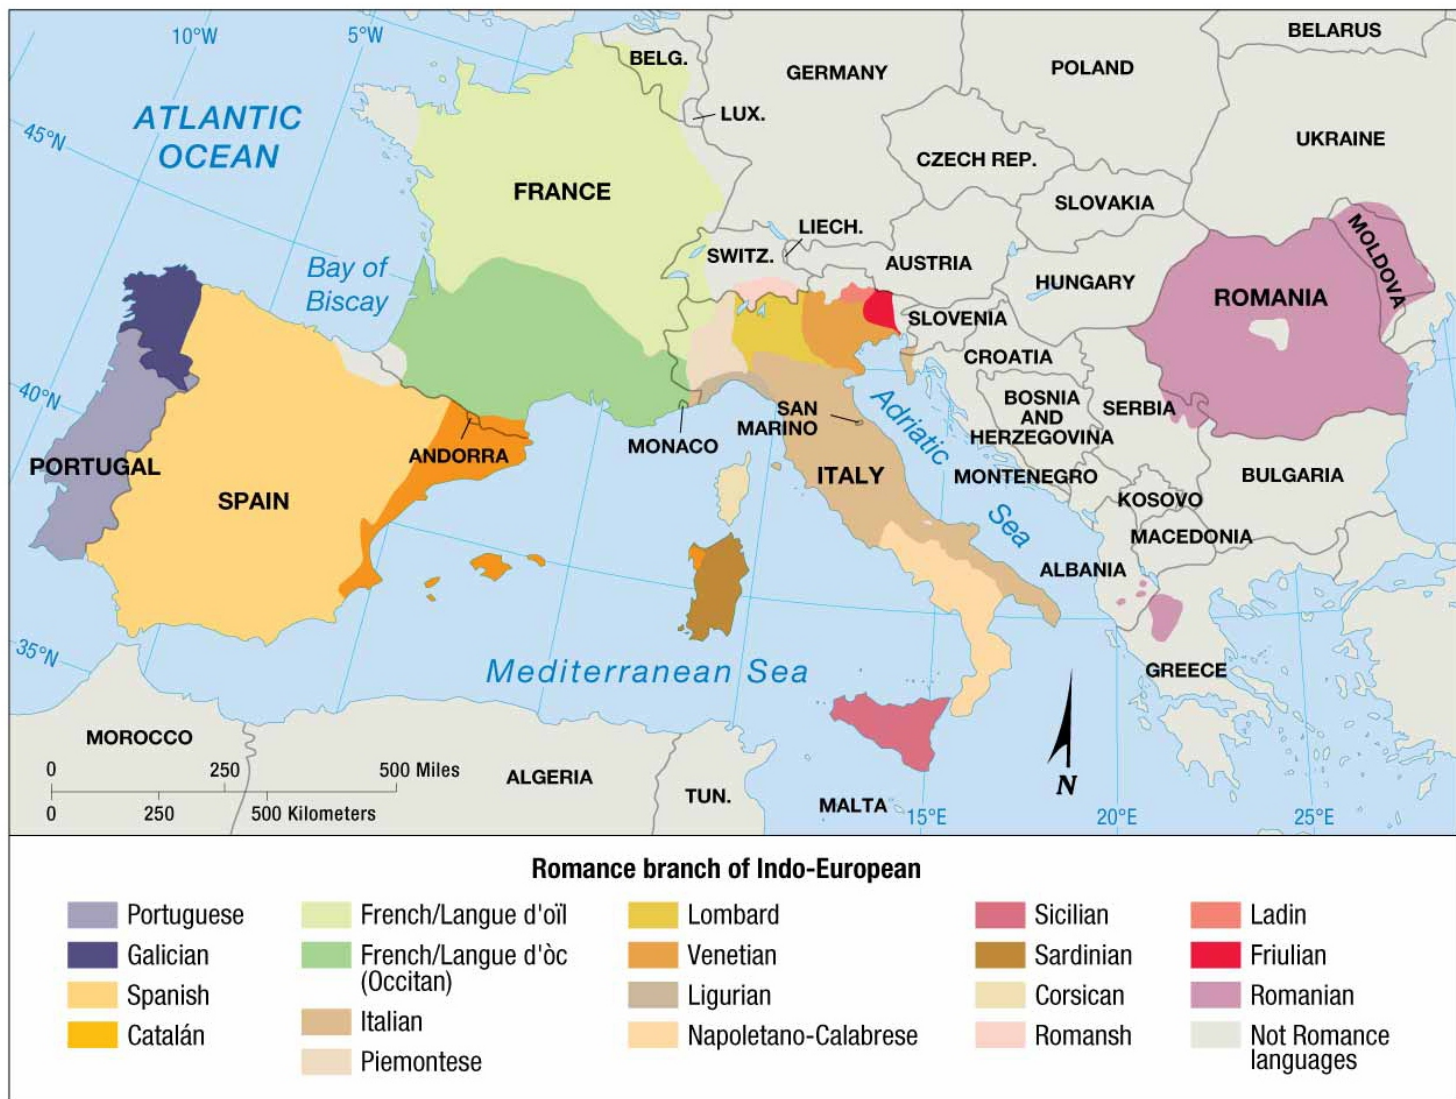 10°W
5°W
BELARUS
BELG.
GERMANY
POLAND
ATLANTIC
OCEAN
LUX.
45°N
UKRAINE
CZECH REP.
FRANCE
SLOVAKIA
LIECH.
SWITZ.
AUSTRIA
MOLDOVA
Bay of
Biscay
HUNGARY
ROMANIA
SLOVENIA
CROATIA
40°N
BOSNIA
AND
HERZEGOVINA
SERBIA
SAN
MARINO
Adriatic
Sea
MONACO
ANDORRA
PORTUGAL
SPAIN
ITALY
MONTENEGRO
BULGARIA
KOSOVO
MACEDONIA
ALBANIA
35°N
Mediterranean Sea
GREECE
MOROCCO
0 250 500 Miles
0 250 500 Kilometers
ALGERIA
TUN.
MALTA
N
15°E
20°E
25°E
Romance branch of Indo-European
Portuguese
Galician
Spanish
Catalán
French/Langue d'oïl
French/Langue d'òc
(Occitan)
Italian
Piemontese
Lombard
Venetian
Ligurian
Napoletano-Calabrese
Sicilian
Sardinian
Corsican
Romansh
Ladin
Friulian
Romanian
Not Romance
languages